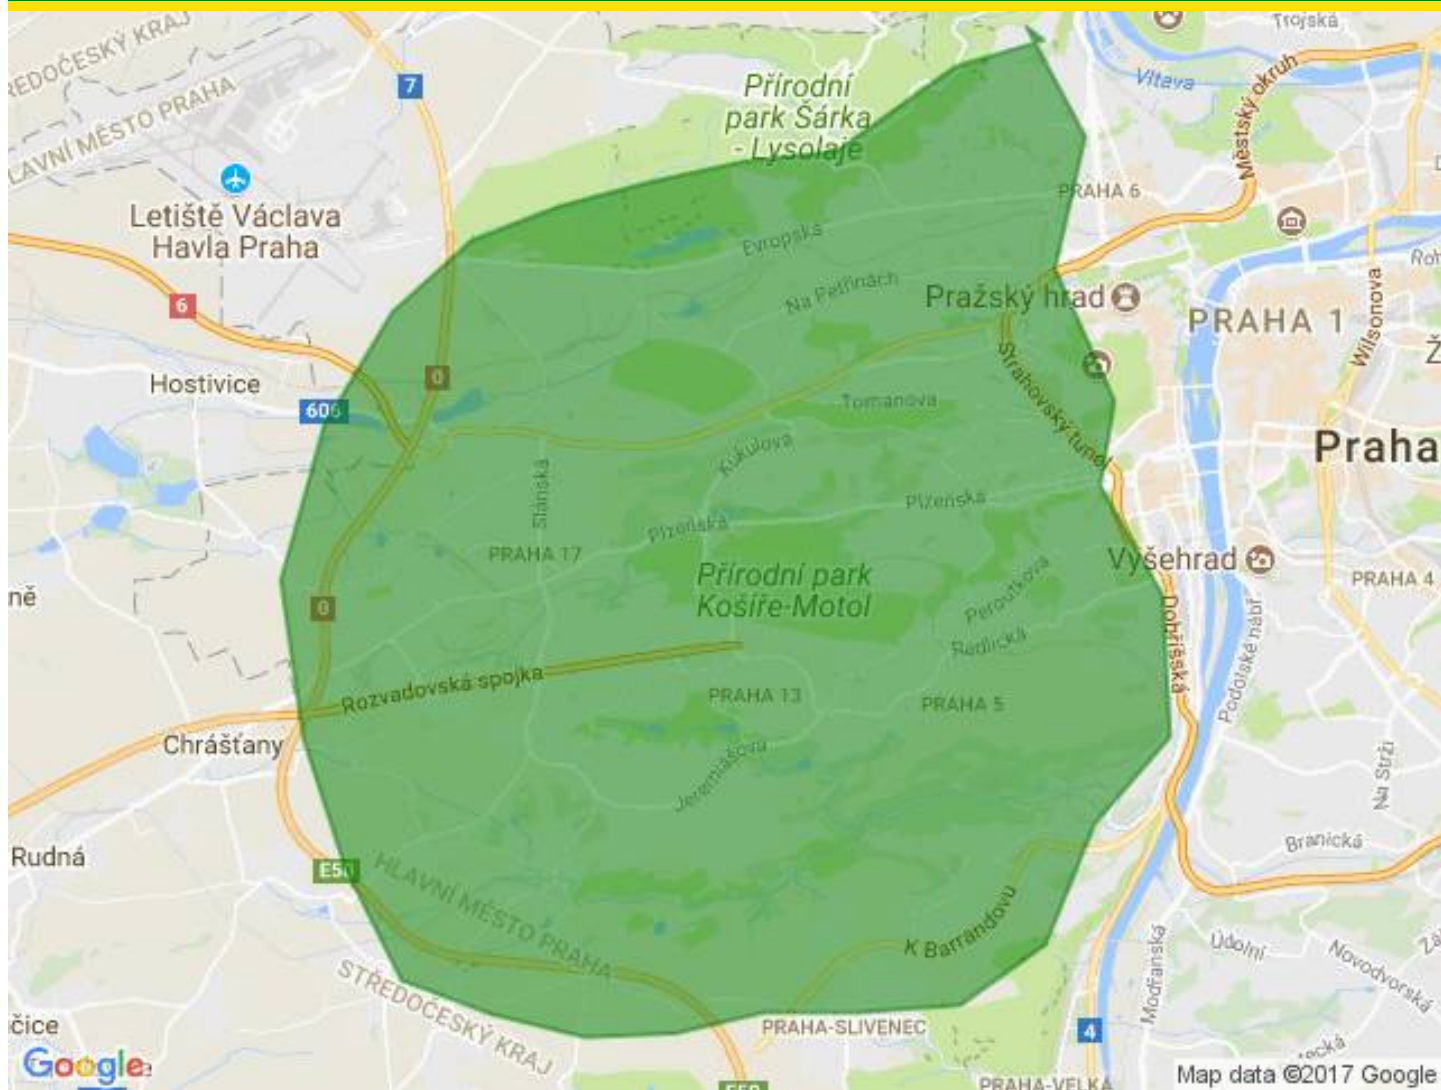 Trojská
STŘEDOČESKÝ KRAJ
HLAVNÍ MĚSTO PRAHA
7
Přírodní
park Šárka
- Lysolaje
Vltava
Městský okruh
Letiště Václava
Havla Praha
PRAHA 6
Evropská
6
Na Petřinách
Pražský hrad
PRAHA 1
Wilsonova
0
Hostivice
606
Strahovský tunel
Tomanova
Kukulova
Praha
Slánská
Plzeňská
Plzeňská
PRAHA 17
Vyšehrad
Přírodní park
Košíře-Motol
Peroutkova
PRAHA 4
0
Radlická
Dobříšská
Podolské nábř
Rozvadovská spojka
PRAHA 13
PRAHA 5
Chrášťany
Jeremiášova
Na Strži
Rudná
E50
Branická
HLAVNÍ MĚSTO PRAHA
K Barrandovu
Modřanská
Údolní
Novodvorská
STŘEDOČESKÝ KRAJ
PRAHA-SLIVENEC
4
Google
E50
PRAHA-VELKÁ
Map data ©2017 Google